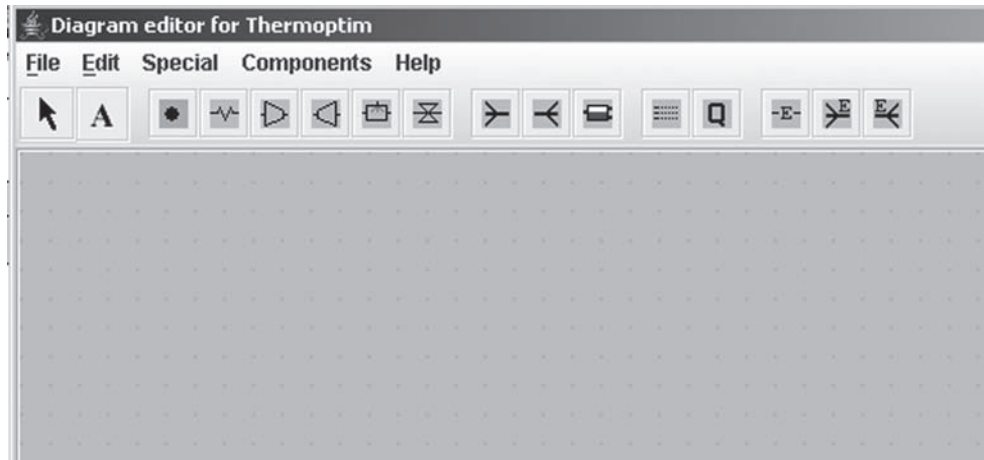 Diagram editor for Thermoptim
File Edit Special Components Help
A Q -E- E E